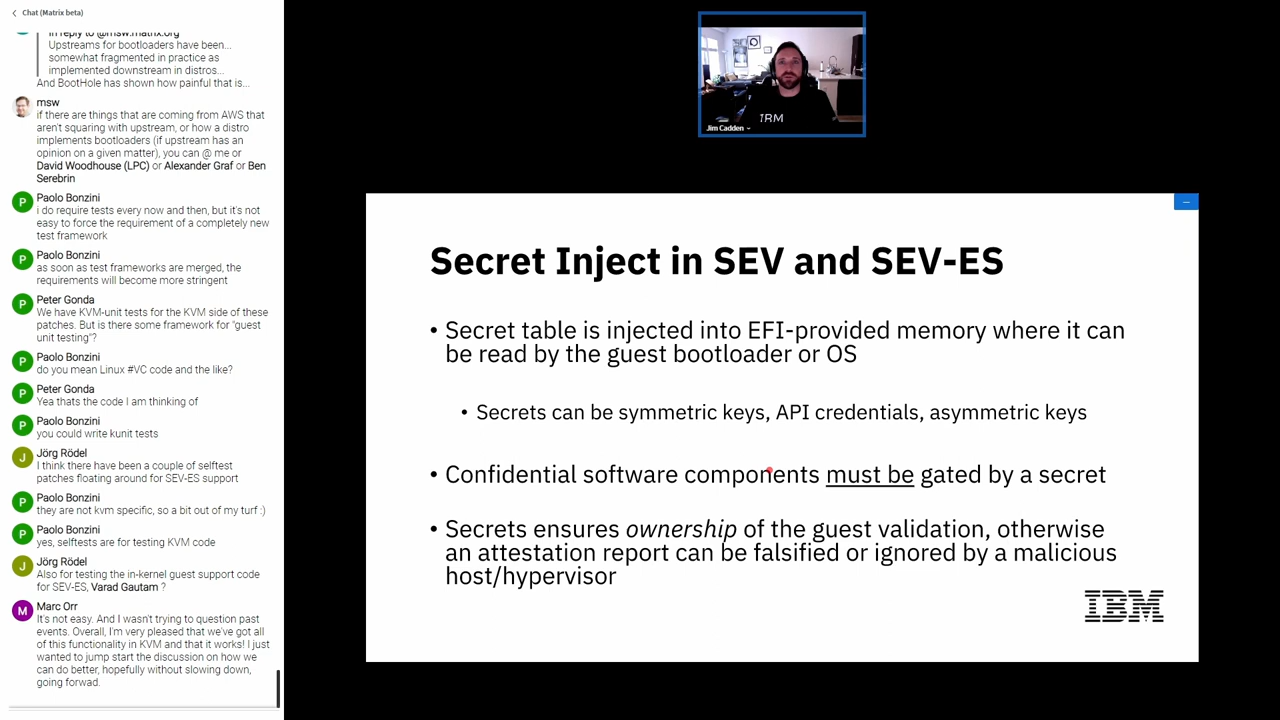 Chat (Matrix beta)
In reply to @msw:matrix.org
Upstreams for bootloaders have been...
somewhat fragmented in practice as
implemented downstream in distros...
And BootHole has shown how painful that is...
msw
if there are things that are coming from AWS that
aren't squaring with upstream, or how a distro
implements bootloaders (if upstream has an
opinion on a given matter), you can @ me or
David Woodhouse (LPC) or Alexander Graf or Ben
Serebrin
P
Paolo Bonzini
i do require tests every now and then, but it's not
easy to force the requirement of a completely new
test framework
P
Paolo Bonzini
as soon as test frameworks are merged, the
requirements will become more stringent
P
Peter Gonda
We have KVM-unit tests for the KVM side of these
patches. But is there some framework for "guest
unit testing"?
P
Paolo Bonzini
do you mean Linux #VC code and the like?
P
Peter Gonda
Yea thats the code I am thinking of
P
Paolo Bonzini
you could write kunit tests
J
Jörg Rödel
I think there have been a couple of selftest
patches floating around for SEV-ES support
P
Paolo Bonzini
they are not kvm specific, so a bit out of my turf :)
P
Paolo Bonzini
yes, selftests are for testing KVM code
J
Jörg Rödel
Also for testing the in-kernel guest support code
for SEV-ES, Varad Gautam ?
M
Marc Orr
It's not easy. And I wasn't trying to question past
events. Overall, I'm very pleased that we've got all
of this functionality in KVM and that it works! I just
wanted to jump start the discussion on how we
can do better, hopefully without slowing down,
going forwad.
IBM
Jim Cadden
Secret Inject in SEV and SEV-ES
• Secret table is injected into EFI-provided memory where it can
be read by the guest bootloader or OS
• Secrets can be symmetric keys, API credentials, asymmetric keys
• Confidential software components must be gated by a secret
• Secrets ensures ownership of the guest validation, otherwise
an attestation report can be falsified or ignored by a malicious
host/hypervisor
IBM